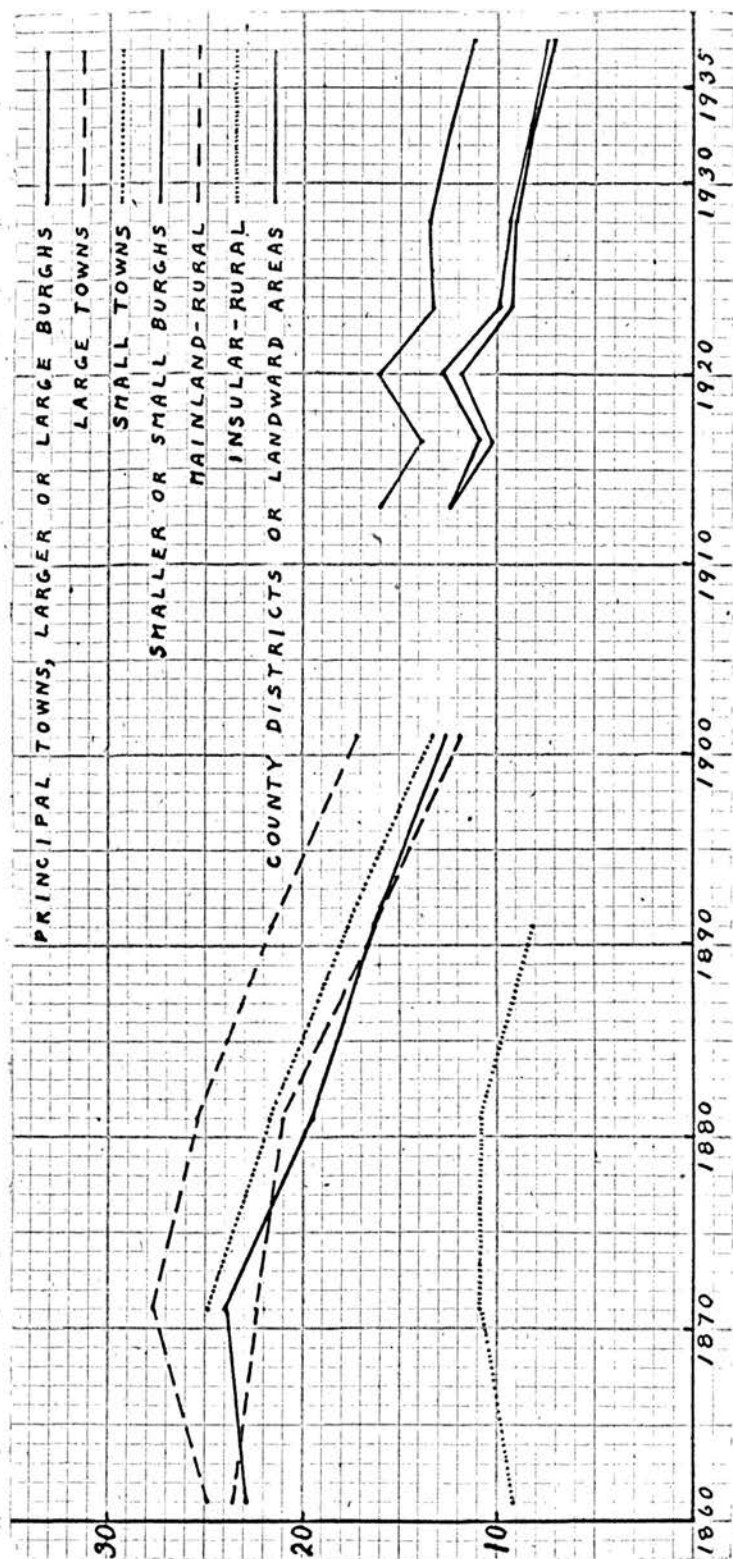 PRINCIPAL TOWNS, LARGER OR LARGE BURGHS
LARGE TOWNS
SMALL TOWNS
SMALLER OR SMALL BURGHS
MAINLAND-RURAL
INSULAR-RURAL
COUNTY DISTRICTS OR LANDWARD AREAS
30
20
10
1860
1870
1880
1890
1900
1910
1920
1930
1935